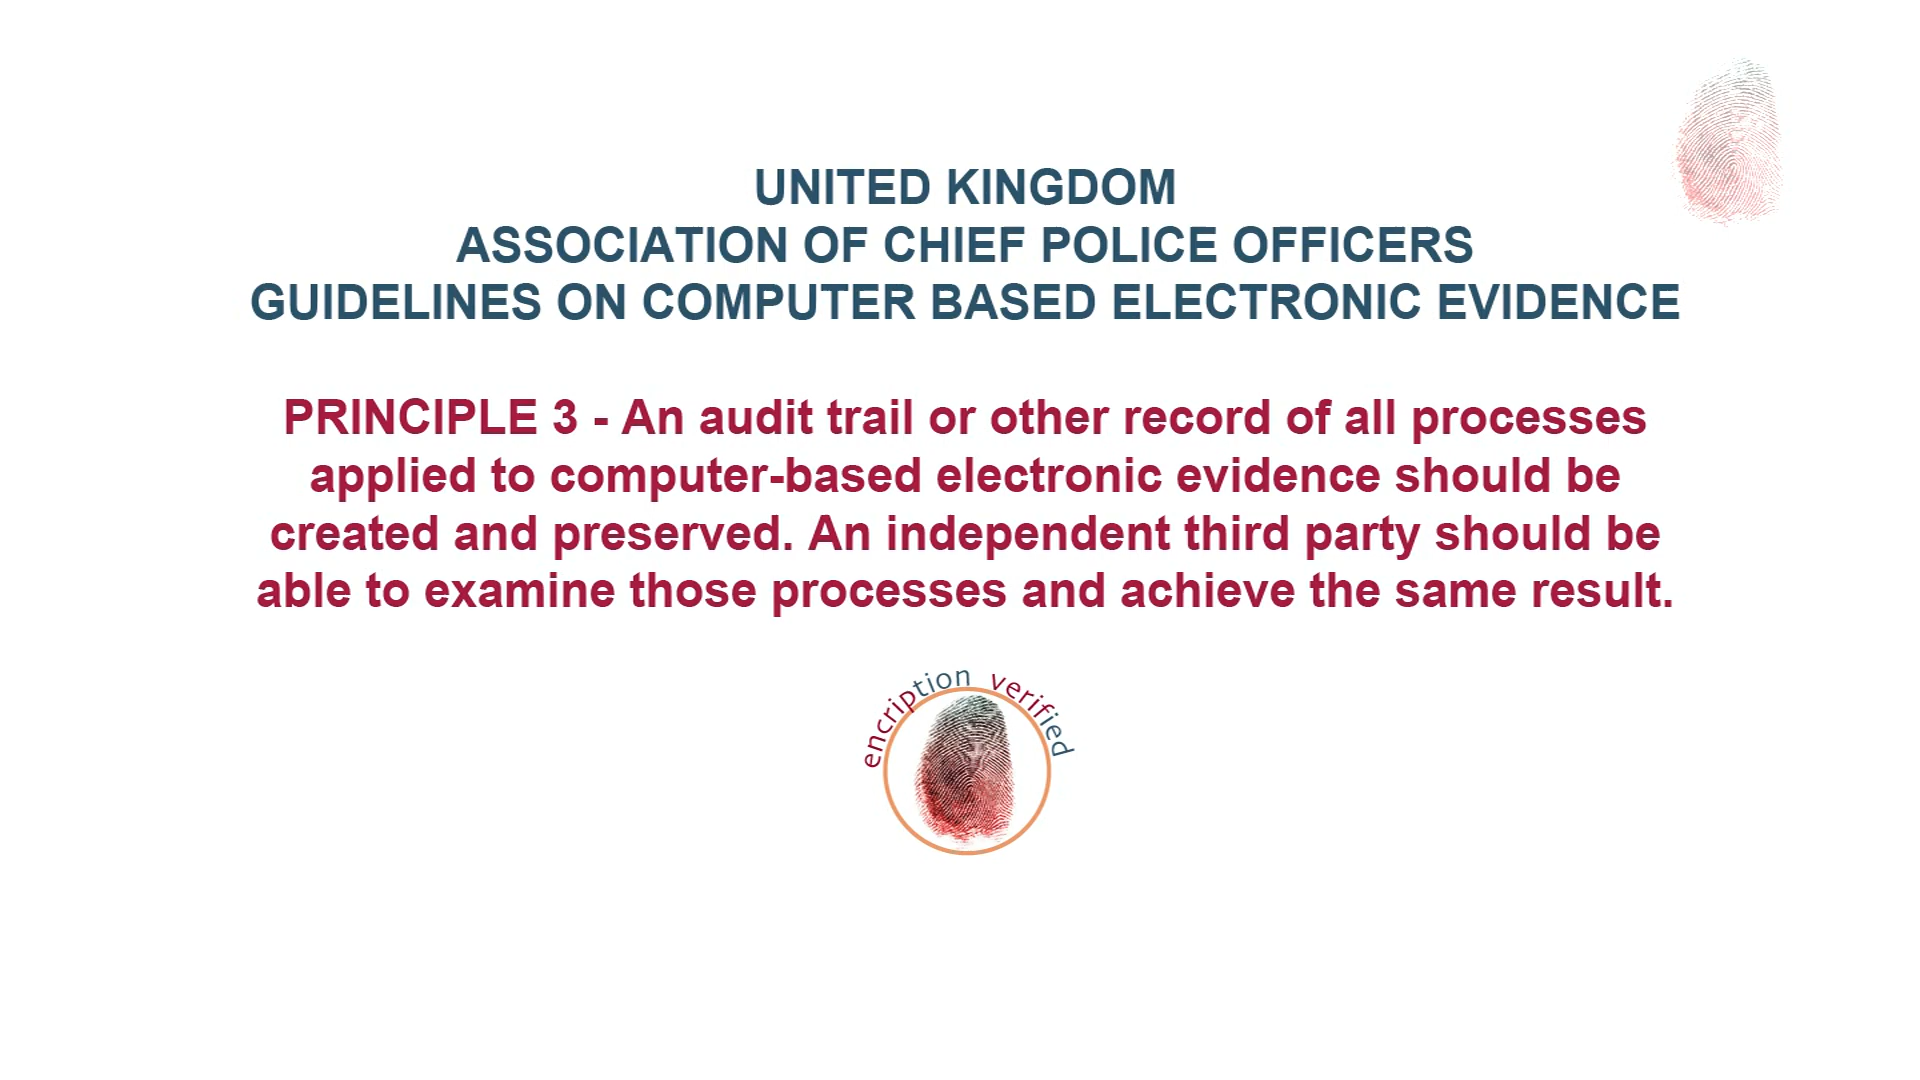 UNITED KINGDOM
ASSOCIATION OF CHIEF POLICE OFFICERS
GUIDELINES ON COMPUTER BASED ELECTRONIC EVIDENCE
PRINCIPLE 3 - An audit trail or other record of all processes
applied to computer-based electronic evidence should be
created and preserved. An independent third party should be
able to examine those processes and achieve the same result.
encription verified